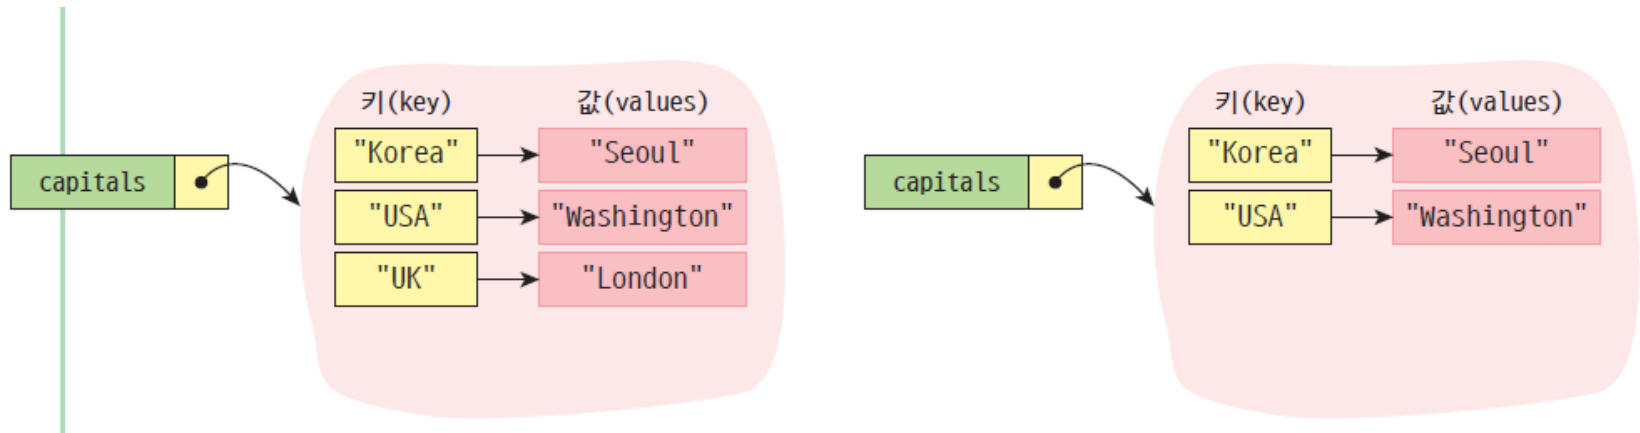 키(key) 값(values)
"Korea" "Seoul"
capitals
"USA" "Washington"
"UK" "London"
키(key) 값(values)
"Korea" "Seoul"
capitals
"USA" "Washington"